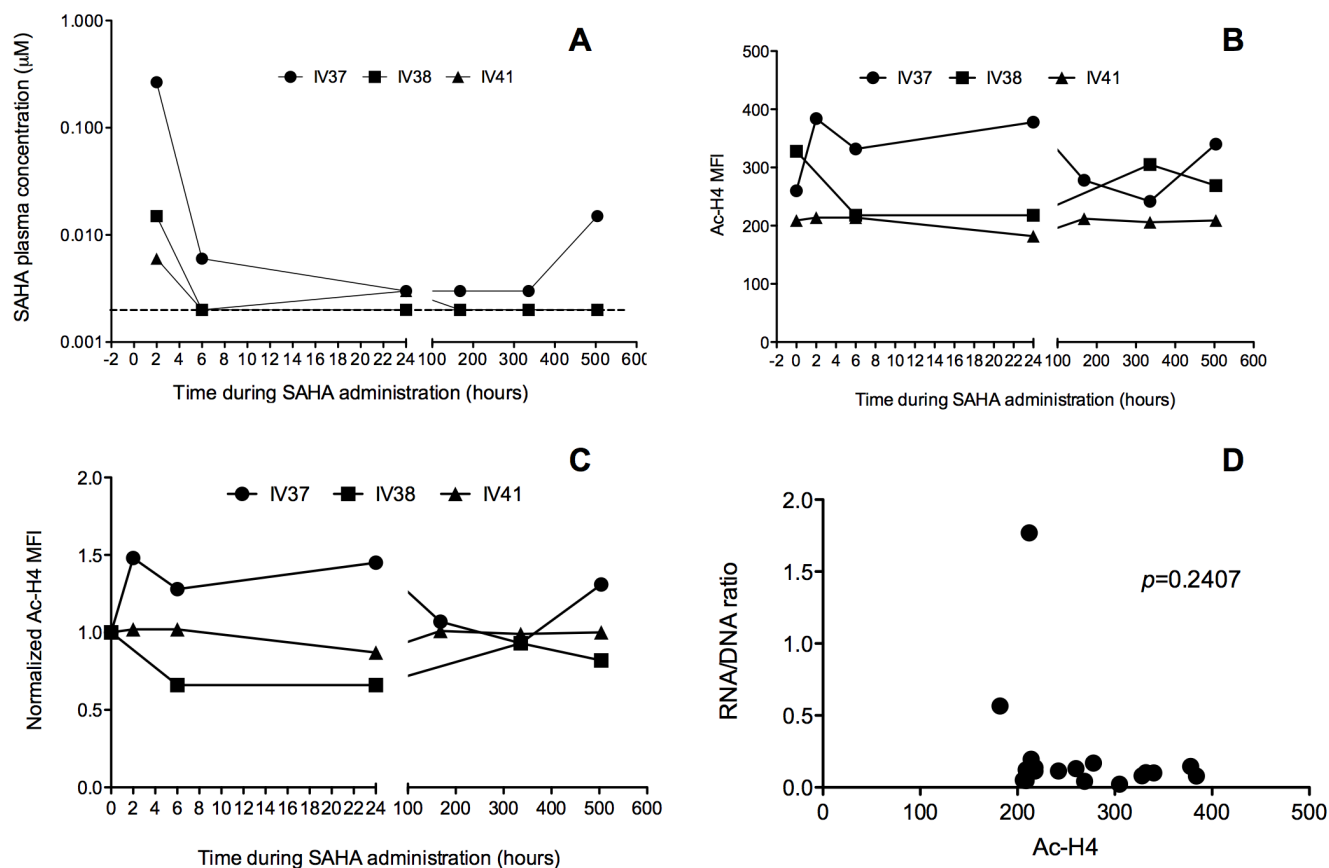 A
SAHA plasma concentration (μM)
IV37 IV38 IV41
1.000
0.100
0.010
0.001
-2 0 2 4 6 8 10 12 14 16 18 20 22 24 100 200 300 400 500 600
Time during SAHA administration (hours)
B
Ac-H4 MFI
IV37 IV38 IV41
500
400
300
200
100
0
-2 0 2 4 6 8 10 12 14 16 18 20 22 24 100 200 300 400 500 600
Time during SAHA administration (hours)
C
Normalized Ac-H4 MFI
IV37 IV38 IV41
2.0
1.5
1.0
0.5
0.0
0 2 4 6 8 10 12 14 16 18 20 22 24 100 200 300 400 500 600
Time during SAHA administration (hours)
D
RNA/DNA ratio
p=0.2407
2.0
1.5
1.0
0.5
0.0
0 100 200 300 400 500
Ac-H4